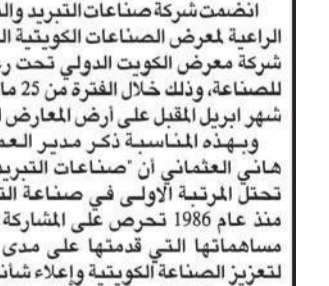 انضمت شركة صناعات التبريد وال
الراعية لمعرض الصناعات الكويتية ال
شركة معرض الكويت الدولي تحت ر
للصناعة، وذلك خلال الفترة من 25 ما
شهر ابريل المقبل على أرض المعارض ا
وبهذه المناسبة ذكر مدير العم
هاني العثماني أن "صناعات التبريد
تحتل المرتبة الاولى في صناعة الت
منذ عام 1986 تحرص على المشاركة
مساهماتها التي قدمتها على مدى
لتعزيز الصناعة الكويتية وإعلاء شأن